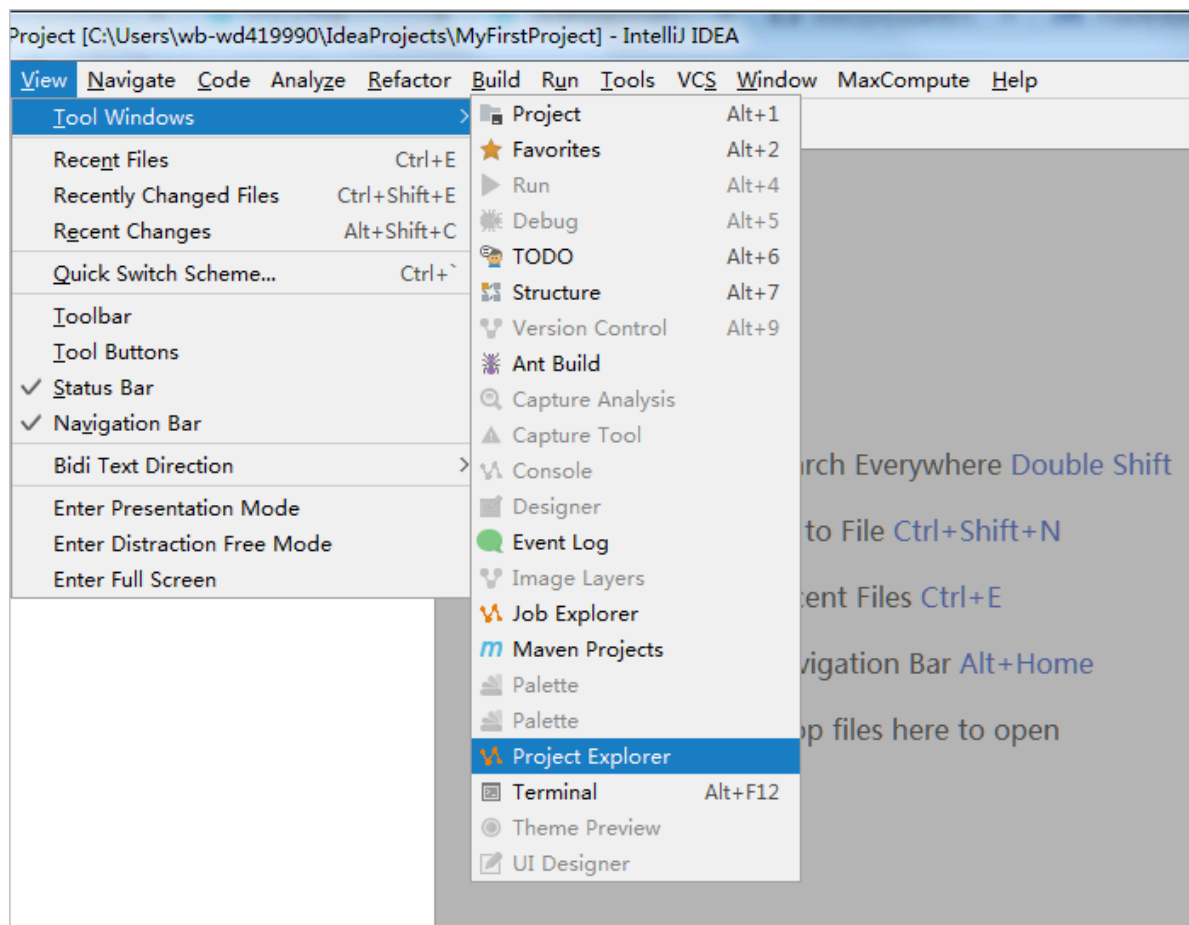 Project [C:\Users\wb-wd419990\IdeaProjects\MyFirstProject] - IntelliJ IDEA
View Navigate Code Analyze Refactor Build Run Tools VCS Window MaxCompute Help
Tool Windows
Recent Files Ctrl+E
Recently Changed Files Ctrl+Shift+E
Recent Changes Alt+Shift+C
Quick Switch Scheme... Ctrl+`
Toolbar
Tool Buttons
Status Bar
Navigation Bar
Bidi Text Direction
Enter Presentation Mode
Enter Distraction Free Mode
Enter Full Screen
Project Alt+1
Favorites Alt+2
Run Alt+4
Debug Alt+5
TODO Alt+6
Structure Alt+7
Version Control Alt+9
Ant Build
Capture Analysis
Capture Tool
Console
Designer
Event Log
Image Layers
Job Explorer
Maven Projects
Palette
Palette
Project Explorer
Terminal Alt+F12
Theme Preview
UI Designer
rch Everywhere Double Shift
to File Ctrl+Shift+N
cent Files Ctrl+E
vigation Bar Alt+Home
op files here to open